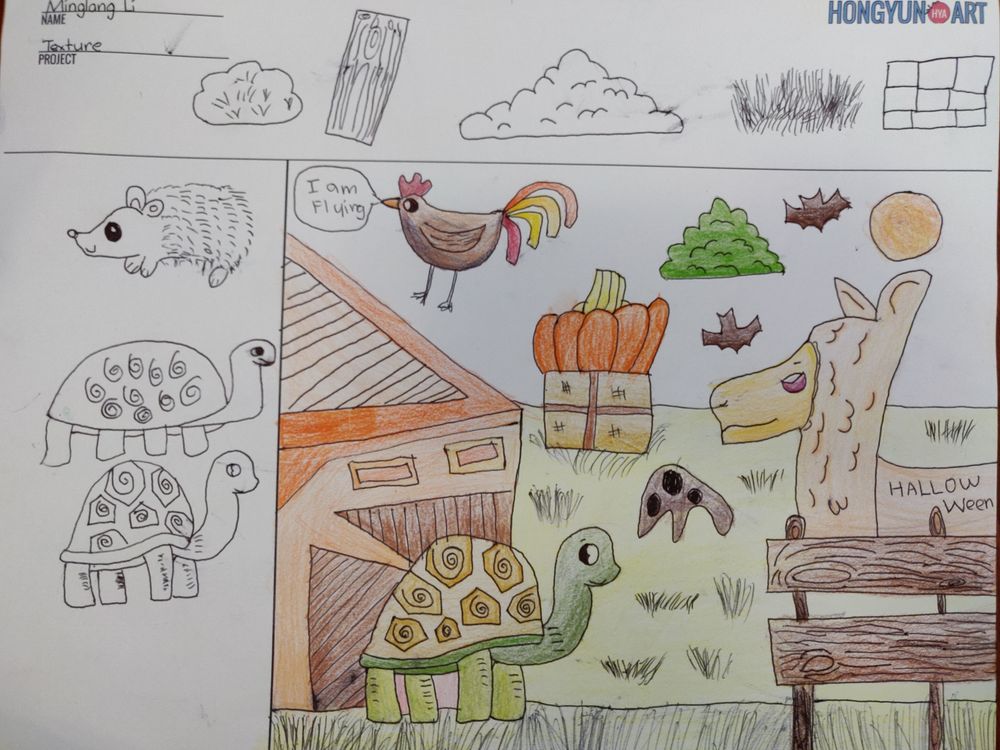 Minglang Li
NAME
HONGYUN HYA ART
Texture
PROJECT
I am
Flying
HALLOW
Ween